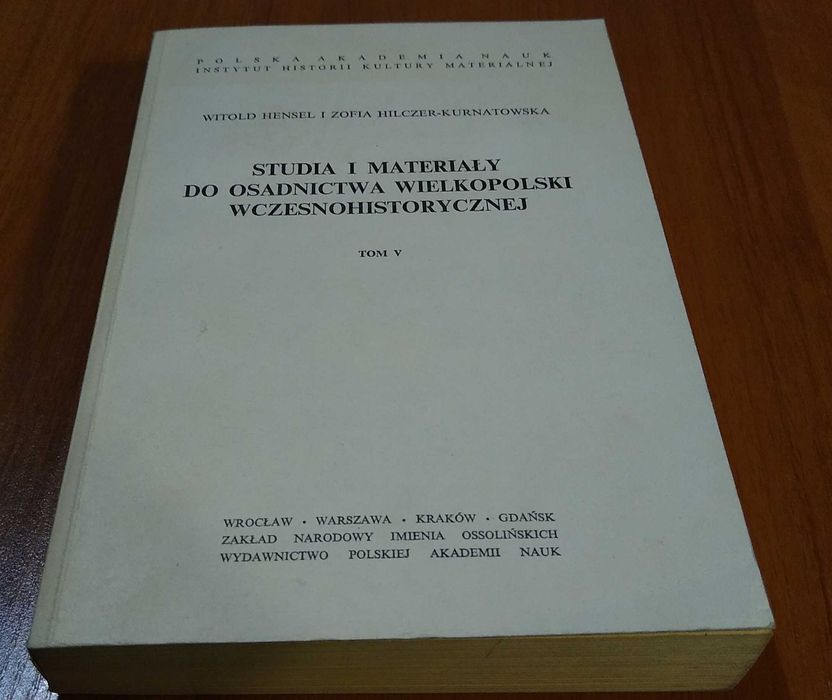 POLSKA AKADEMIA NAUK
INSTYTUT HISTORII KULTURY MATERIALNEJ
WITOLD HENSEL I ZOFIA HILCZER-KURNATOWSKA
STUDIA I MATERIAŁY
DO OSADNICTWA WIELKOPOLSKI
WCZESNOHISTORYCZNEJ
TOM V
WROCŁAW · WARSZAWA · KRAKÓW · GDAŃSK
ZAKŁAD NARODOWY IMIENIA OSSOLIŃSKICH
WYDAWNICTWO POLSKIEJ AKADEMII NAUK